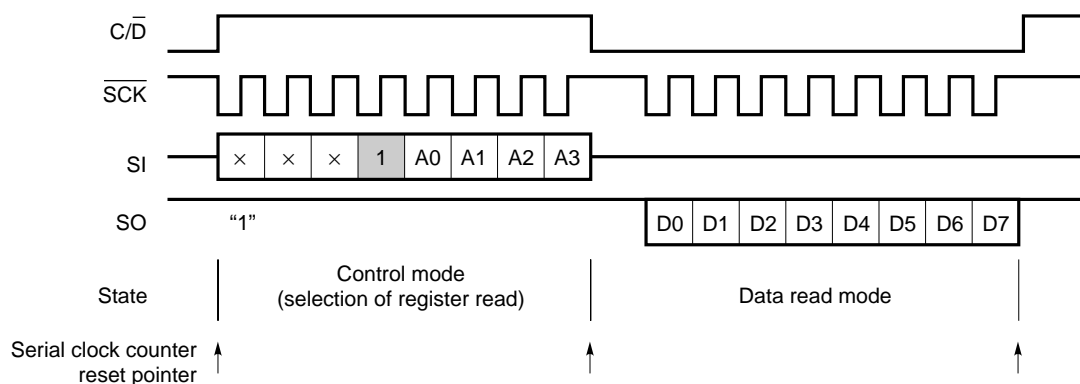 C/D̅
S̅C̅K̅
SI × × × 1 A0 A1 A2 A3
SO “1” D0 D1 D2 D3 D4 D5 D6 D7
State Control mode
(selection of register read) Data read mode
Serial clock counter
reset pointer